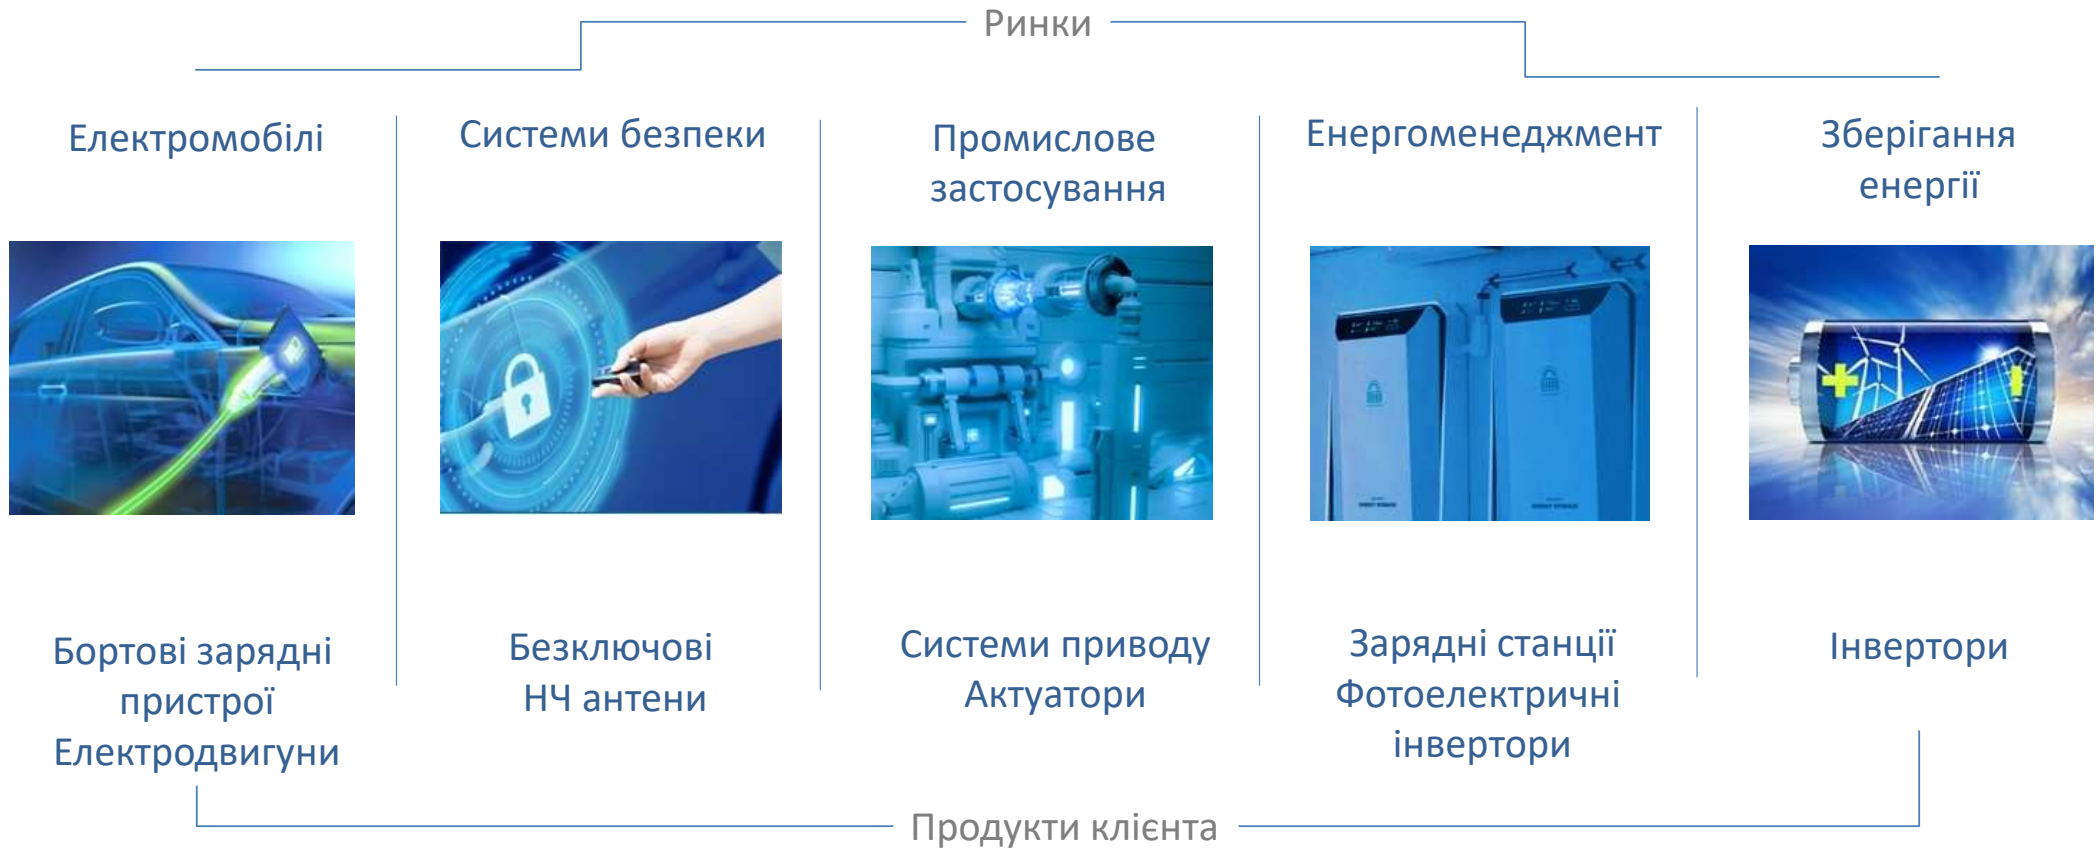 Ринки
Електромобілі
Системи безпеки
Промислове
застосування
Енергоменеджмент
Зберігання
енергії
Бортові зарядні
пристрої
Електродвигуни
Безключові
НЧ антени
Системи приводу
Актуатори
Зарядні станції
Фотоелектричні
інвертори
Інвертори
Продукти клієнта